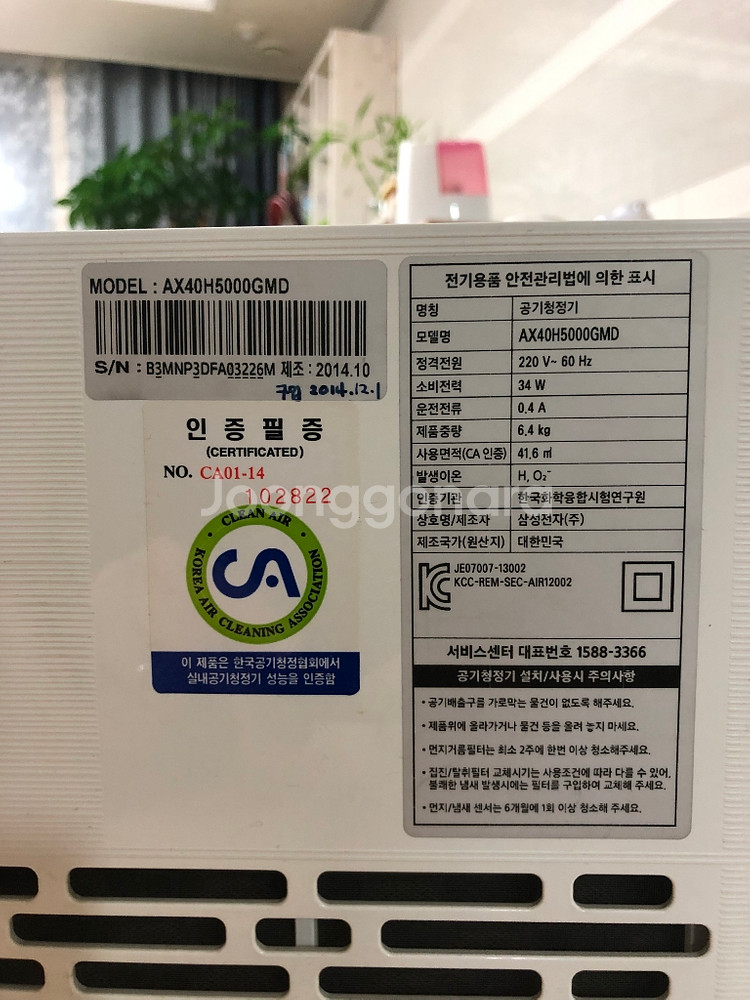 MODEL : AX40H5000GMD
S/N : B3MNP3DFA03226M 제조 : 2014.10
구입 2014.12.1
인증필증
(CERTIFICATED)
NO. CA01-14
102822
CLEAN AIR
CA
KOREA AIR CLEANING ASSOCIATION
이 제품은 한국공기청정협회에서
실내공기청정기 성능을 인증함
전기용품 안전관리법에 의한 표시
명칭 공기청정기
모델명 AX40H5000GMD
정격전원 220 V~ 60 Hz
소비전력 34 W
운전전류 0.4 A
제품중량 6.4 kg
사용면적(CA 인증) 41.6 ㎡
발생이온 H, O₂⁻
인증기관 한국화학융합시험연구원
상호명/제조자 삼성전자(주)
제조국가(원산지) 대한민국
JE07007-13002
KCC-REM-SEC-AIR12002
서비스센터 대표번호 1588-3366
공기청정기 설치/사용시 주의사항
• 공기배출구를 가로막는 물건이 없도록 해주세요.
• 제품위에 올라가거나 물건 등을 올려 놓지 마세요.
• 먼지거름필터는 최소 2주에 한번 이상 청소해주세요.
• 집진/탈취필터 교체시기는 사용조건에 따라 다를 수 있어,
불쾌한 냄새 발생시에는 필터를 구입하여 교체해 주세요.
• 먼지/냄새 센서는 6개월에 1회 이상 청소해 주세요.
Joonggonara